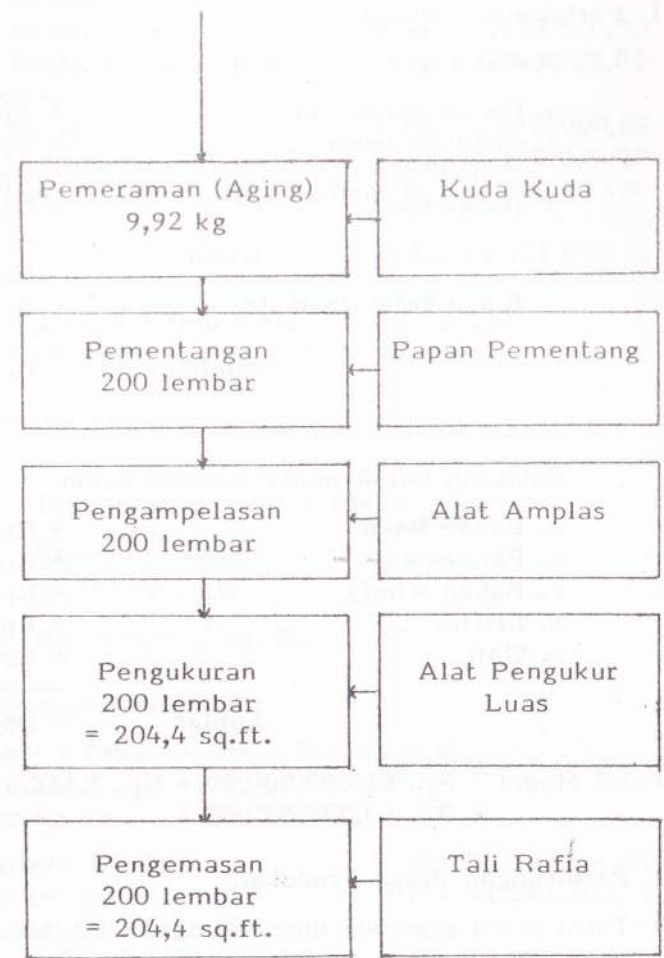 Pemeraman (Aging)
9,92 kg
Kuda Kuda
Pementangan
200 lembar
Papan Pementang
Pengampelasan
200 lembar
Alat Amplas
Pengukuran
200 lembar
= 204,4 sq.ft.
Alat Pengukur
Luas
Pengemasan
200 lembar
= 204,4 sq.ft.
Tali Rafia